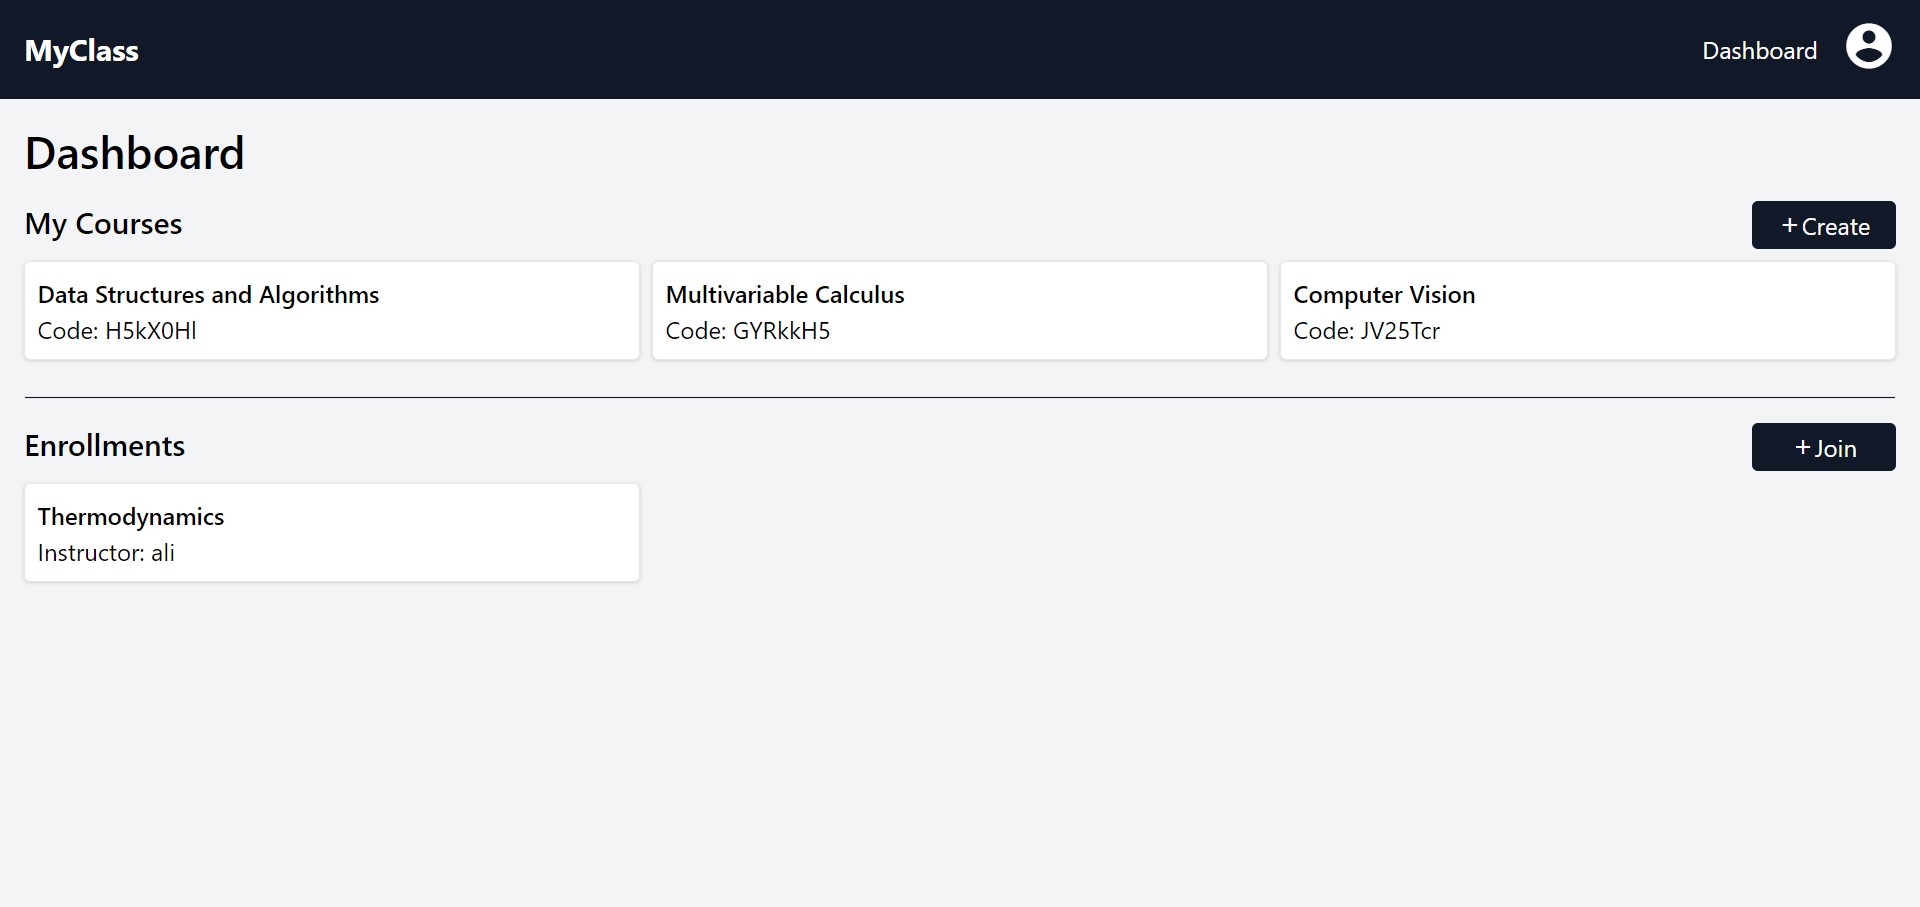 MyClass
Dashboard
Dashboard
My Courses
+ Create
Data Structures and Algorithms
Code: H5kX0Hl
Multivariable Calculus
Code: GYRkkH5
Computer Vision
Code: JV25Tcr
Enrollments
+ Join
Thermodynamics
Instructor: ali